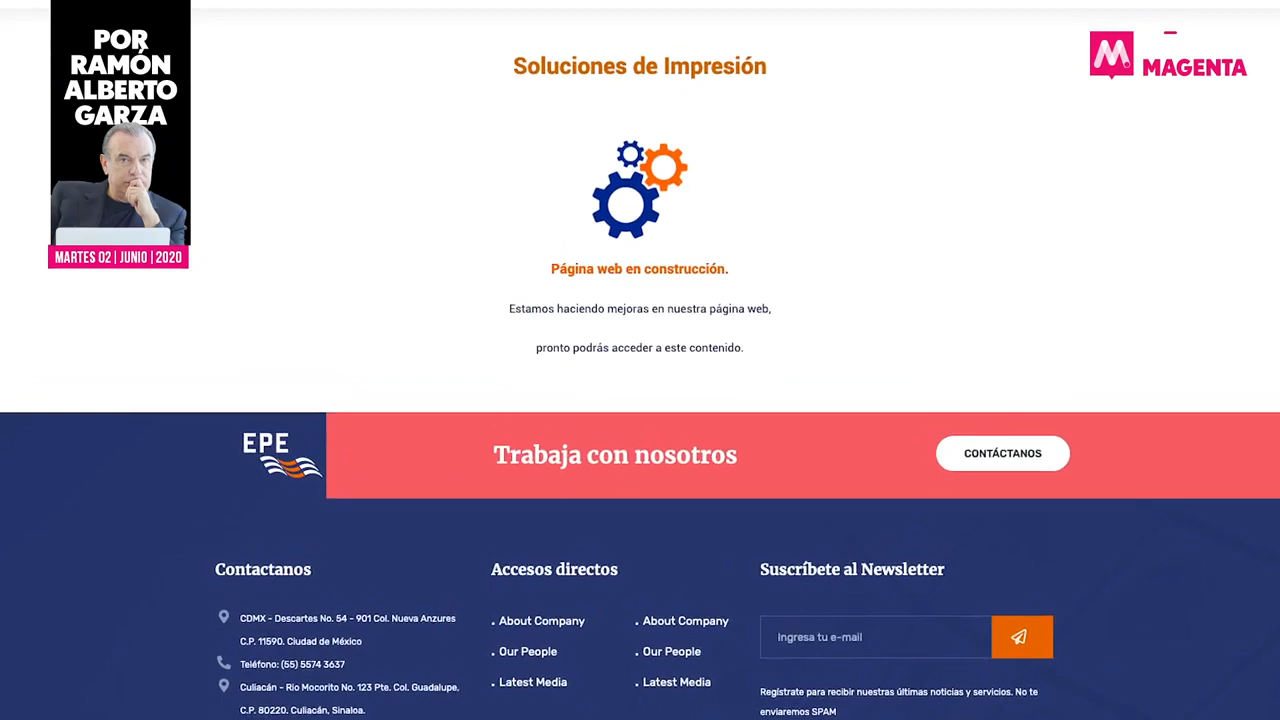 POR
RAMÓN
ALBERTO
GARZA
MARTES 02 | JUNIO | 2020
M
MAGENTA
Soluciones de Impresión
Página web en construcción.
Estamos haciendo mejoras en nuestra página web,
pronto podrás acceder a este contenido.
EPE
Trabaja con nosotros
CONTÁCTANOS
Contactanos
CDMX - Descartes No. 54 - 901 Col. Nueva Anzures
C.P. 11590. Ciudad de México
Teléfono: (55) 5574 3637
Culiacán - Rio Mocorito No. 123 Pte. Col. Guadalupe,
C.P. 80220. Culiacán, Sinaloa.
Accesos directos
. About Company
. Our People
. Latest Media
. About Company
. Our People
. Latest Media
Suscríbete al Newsletter
Ingresa tu e-mail
Regístrate para recibir nuestras últimas noticias y servicios. No te
enviaremos SPAM